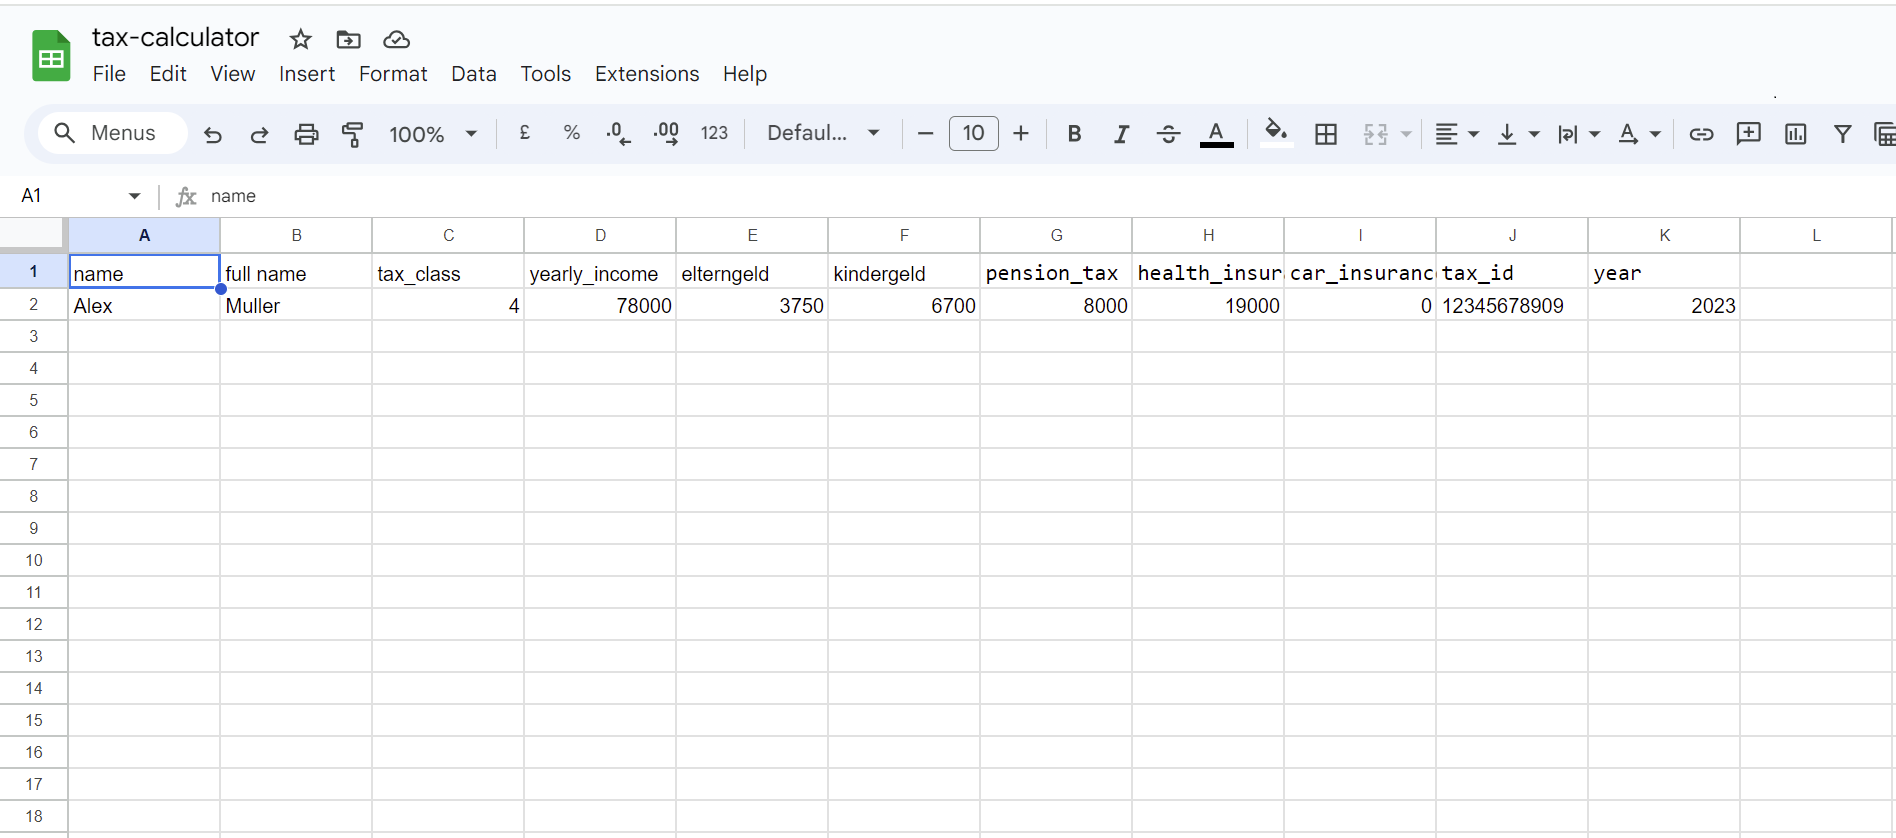 tax-calculator
File Edit View Insert Format Data Tools Extensions Help
Menus 100% £ % .0 .00 123 Defaul... 10 B I A
A1 fx name
A B C D E F G H I J K L
1 name full name tax_class yearly_income elterngeld kindergeld pension_tax health_insur car_insuranc tax_id year
2 Alex Muller 4 78000 3750 6700 8000 19000 0 12345678909 2023
3
4
5
6
7
8
9
10
11
12
13
14
15
16
17
18